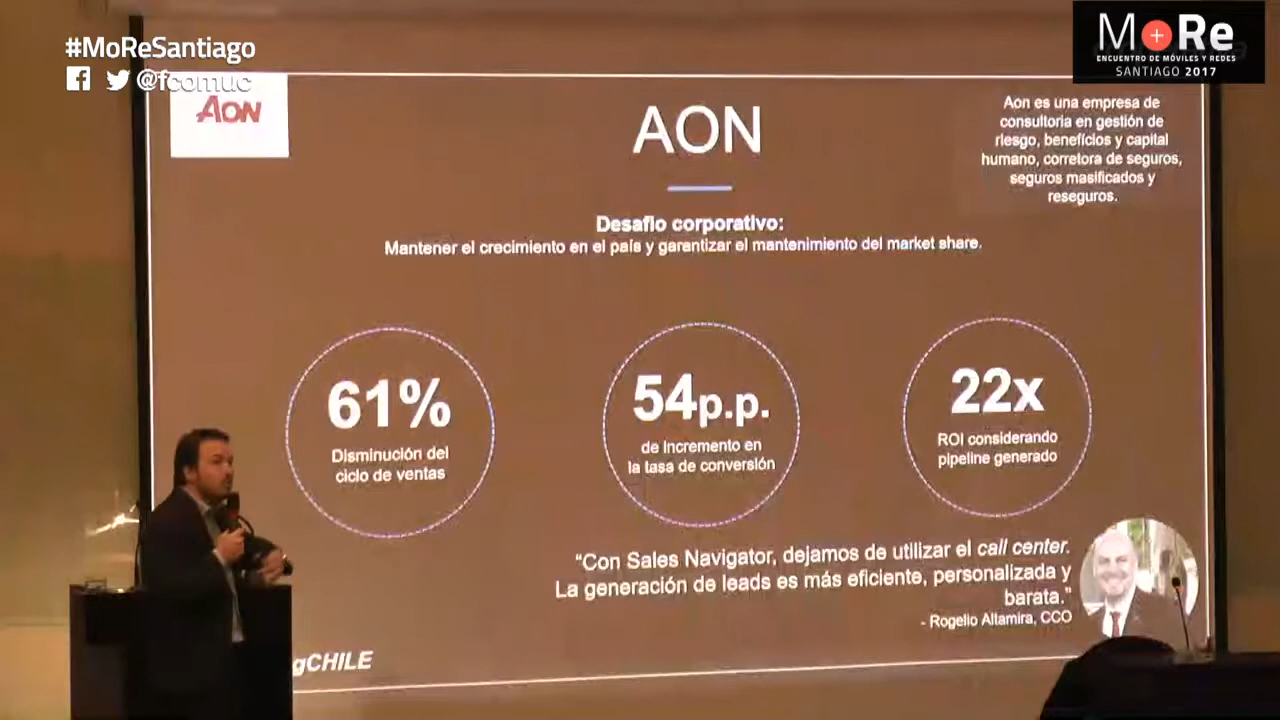 #MoReSantiago
@fcomuc
MoRe
ENCUENTRO DE MÓVILES Y REDES
SANTIAGO 2017
AON
AON
Aon es una empresa de
consultoria en gestión de
riesgo, benefícios y capital
humano, corretora de seguros,
seguros masificados y
reseguros.
Desafio corporativo:
Mantener el crecimiento en el país y garantizar el mantenimiento del market share.
61%
Disminución del
ciclo de ventas
54p.p.
de incremento en
la tasa de conversión
22x
ROI considerando
pipeline generado
“Con Sales Navigator, dejamos de utilizar el call center.
La generación de leads es más eficiente, personalizada y
barata.”
- Rogelio Altamira, CCO
gCHILE